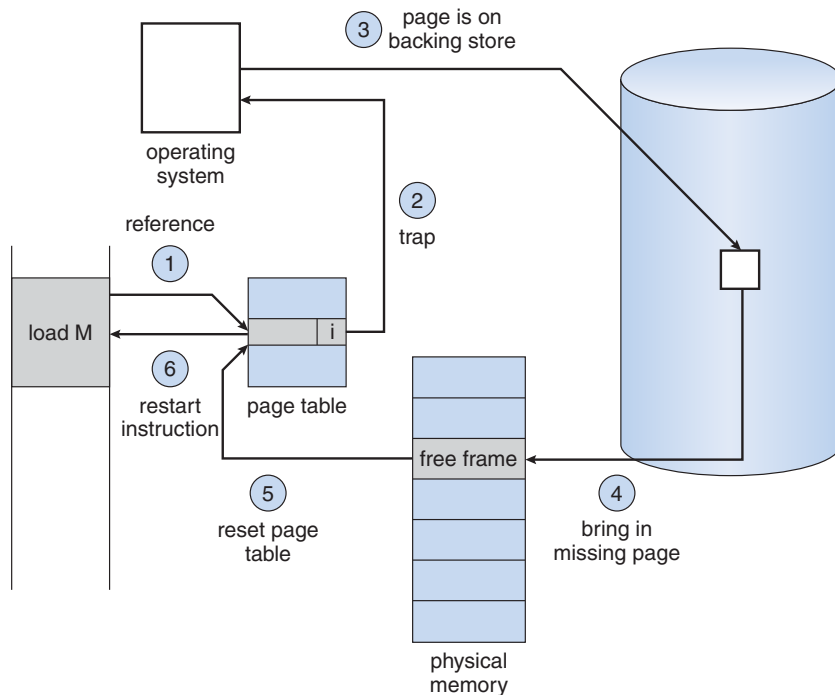 3
page is on
backing store
operating
system
2
trap
reference
1
load M
i
6
restart
instruction
page table
free frame
5
reset page
table
4
bring in
missing page
physical
memory